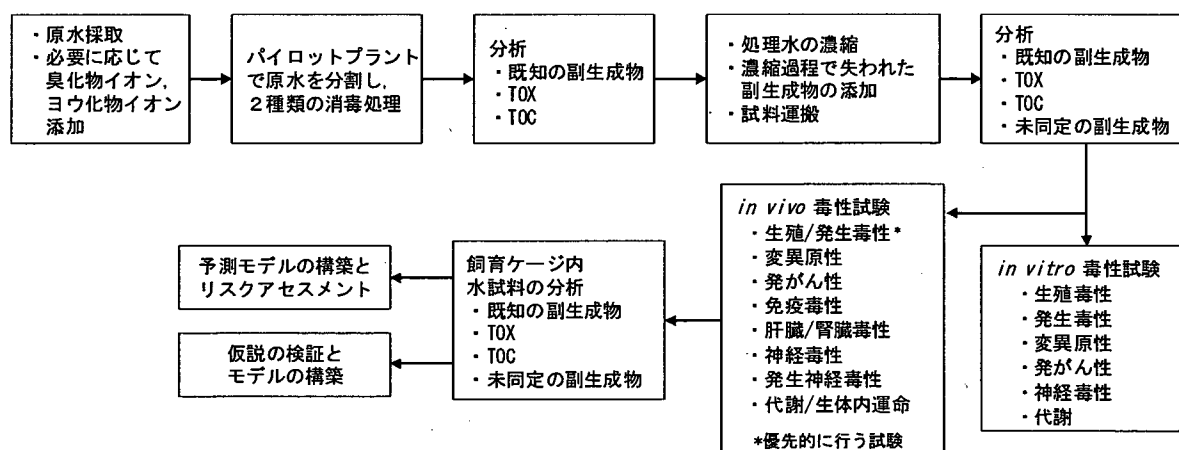 ・原水採取
・必要に応じて
臭化物イオン,
ヨウ化物イオン
添加
パイロットプラント
で原水を分割し,
２種類の消毒処理
分析
・既知の副生成物
・TOX
・TOC
・処理水の濃縮
・濃縮過程で失われた
副生成物の添加
・試料運搬
分析
・既知の副生成物
・TOX
・TOC
・未同定の副生成物
in vivo 毒性試験
・生殖/発生毒性*
・変異原性
・発がん性
・免疫毒性
・肝臓/腎臓毒性
・神経毒性
・発生神経毒性
・代謝/生体内運命
*優先的に行う試験
in vitro 毒性試験
・生殖毒性
・発生毒性
・変異原性
・発がん性
・神経毒性
・代謝
飼育ケージ内
水試料の分析
・既知の副生成物
・TOX
・TOC
・未同定の副生成物
予測モデルの構築と
リスクアセスメント
仮説の検証と
モデルの構築